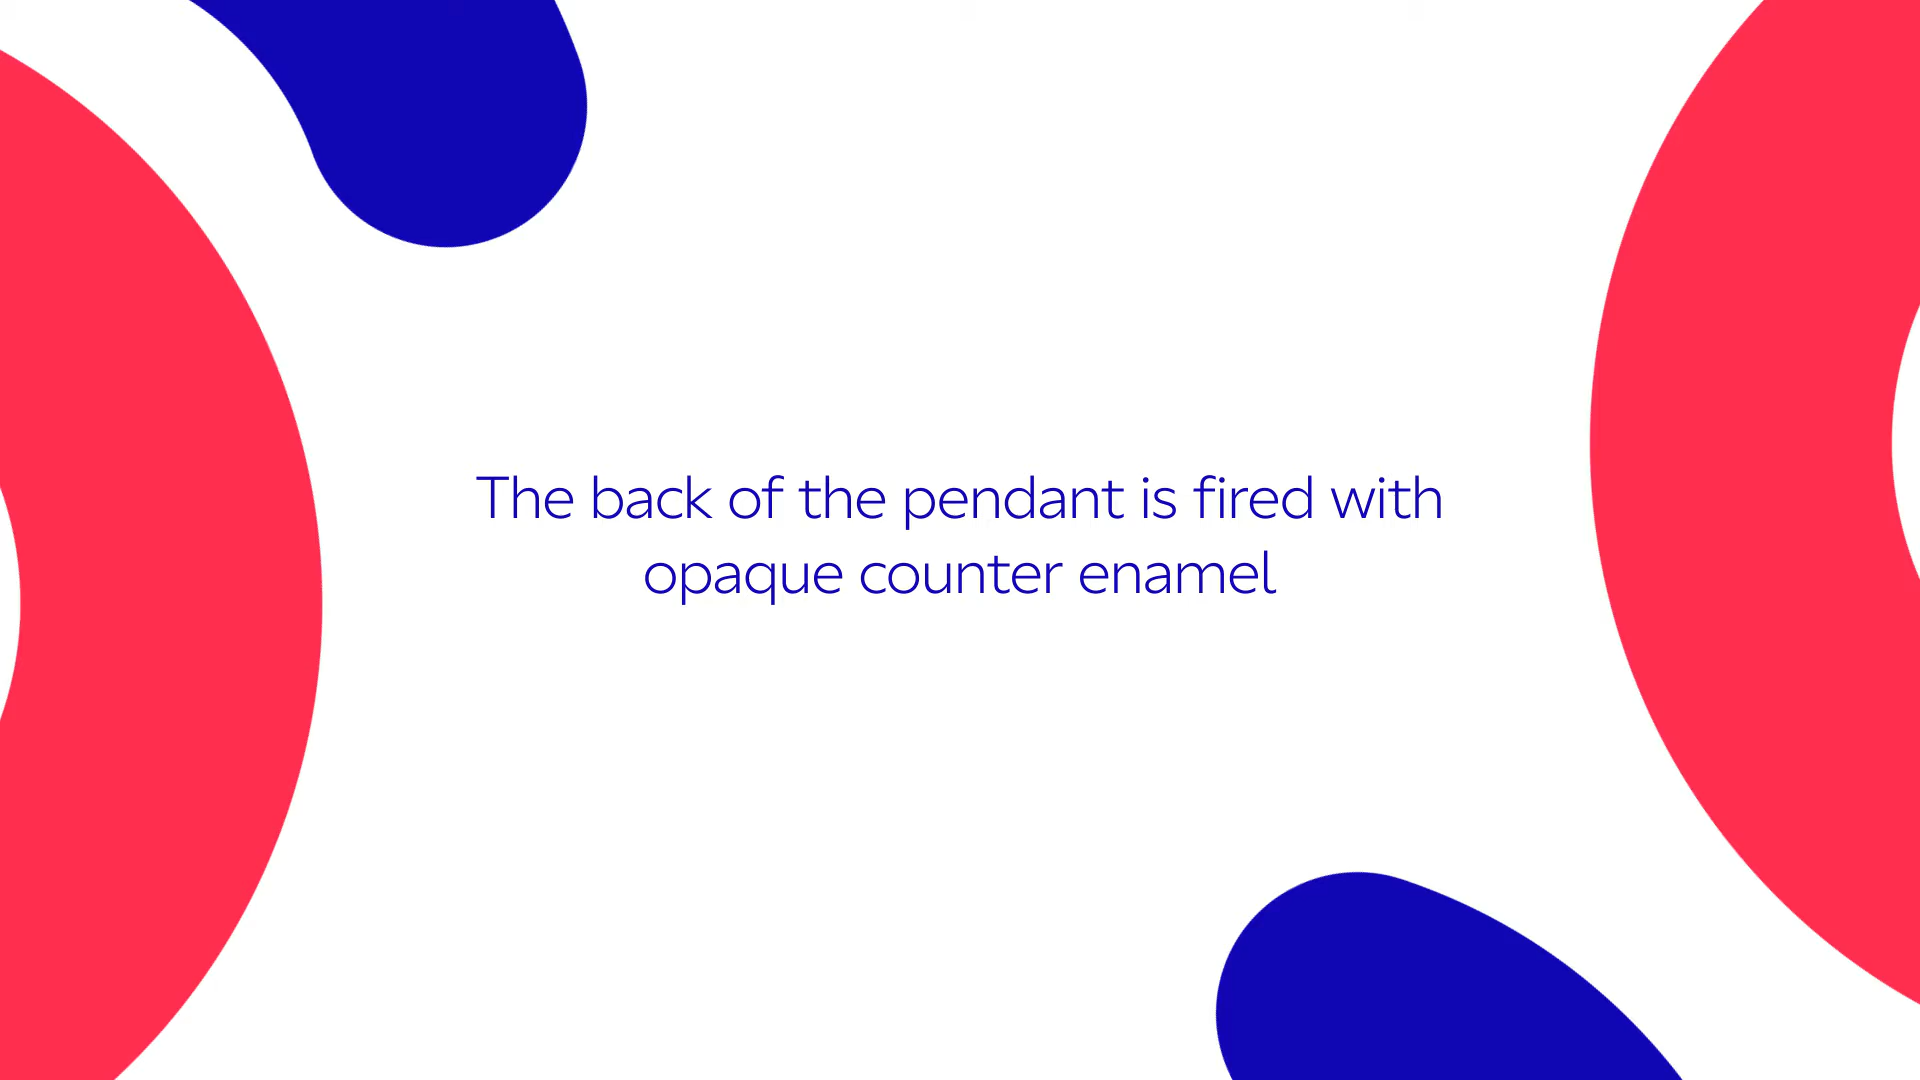 The back of the pendant is fired with
opaque counter enamel